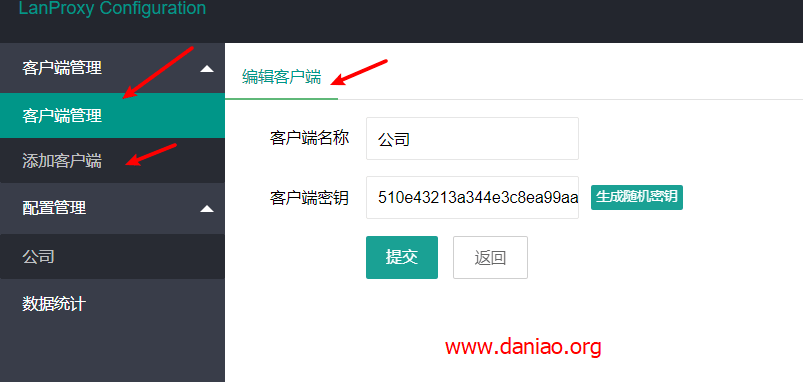 LanProxy Configuration
客户端管理
客户端管理
添加客户端
配置管理
公司
数据统计
编辑客户端
客户端名称 公司
客户端密钥 510e43213a344e3c8ea99aa 生成随机密钥
提交 返回
www.daniao.org